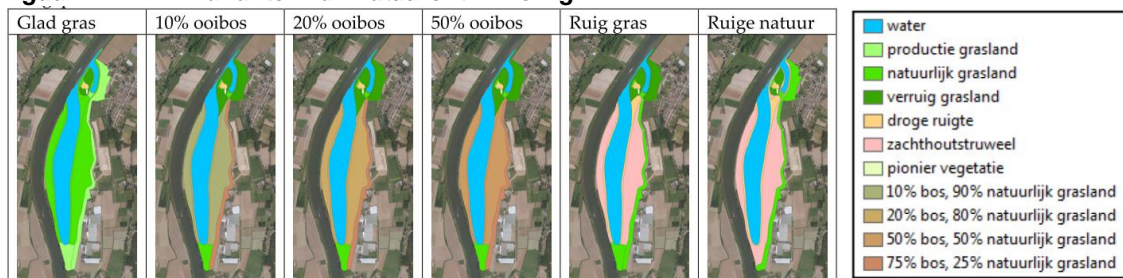 Glad gras
10% ooibos
20% ooibos
50% ooibos
Ruig gras
Ruige natuur
water
productie grasland
natuurlijk grasland
verruig grasland
droge ruigte
zachthoutstruweel
pionier vegetatie
10% bos, 90% natuurlijk grasland
20% bos, 80% natuurlijk grasland
50% bos, 50% natuurlijk grasland
75% bos, 25% natuurlijk grasland